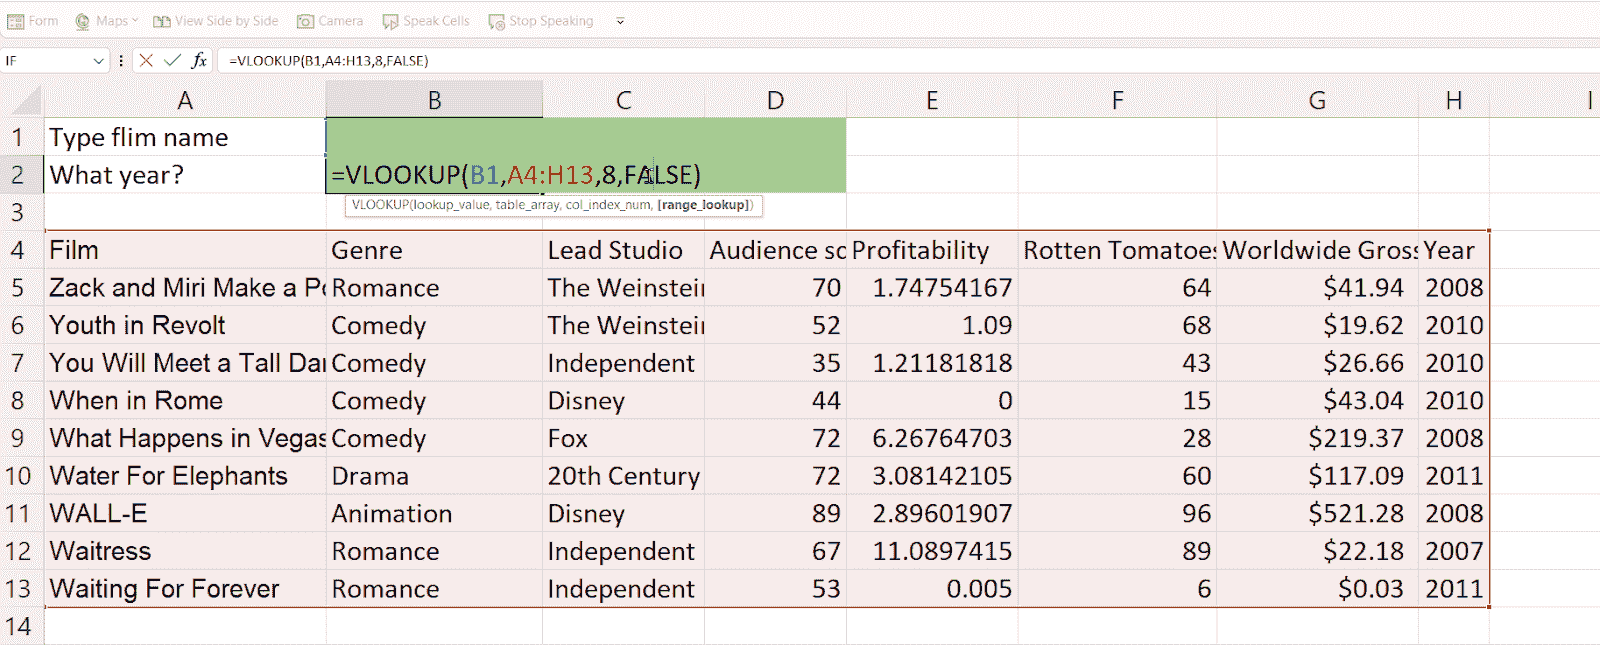 Form Maps View Side by Side Camera Speak Cells Stop Speaking
IF fx =VLOOKUP(B1,A4:H13,8,FALSE)
A B C D E F G H I
1 Type flim name
2 What year? =VLOOKUP(B1,A4:H13,8,FALSE)
VLOOKUP(lookup_value, table_array, col_index_num, [range_lookup])
3
4 Film Genre Lead Studio Audience sc Profitability Rotten Tomatoes Worldwide Gross Year
5 Zack and Miri Make a Po Romance The Weinstein 70 1.74754167 64 $41.94 2008
6 Youth in Revolt Comedy The Weinstein 52 1.09 68 $19.62 2010
7 You Will Meet a Tall Dar Comedy Independent 35 1.21181818 43 $26.66 2010
8 When in Rome Comedy Disney 44 0 15 $43.04 2010
9 What Happens in Vegas Comedy Fox 72 6.26764703 28 $219.37 2008
10 Water For Elephants Drama 20th Century 72 3.08142105 60 $117.09 2011
11 WALL-E Animation Disney 89 2.89601907 96 $521.28 2008
12 Waitress Romance Independent 67 11.0897415 89 $22.18 2007
13 Waiting For Forever Romance Independent 53 0.005 6 $0.03 2011
14